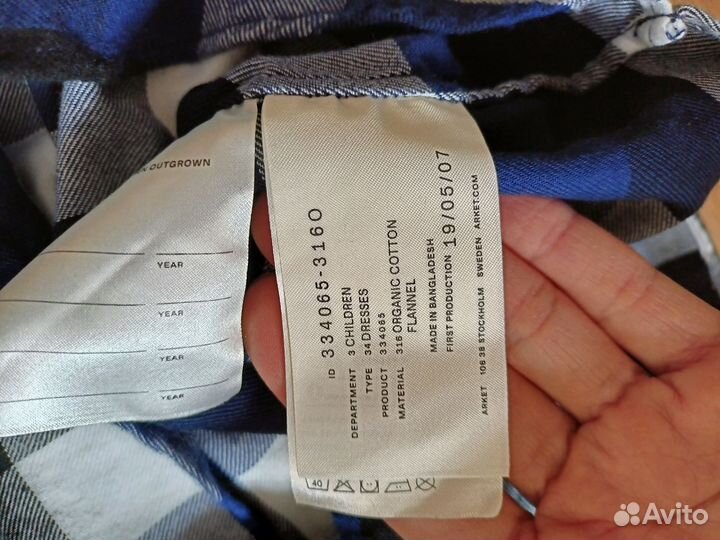 N OUTGROWN
YEAR
YEAR
YEAR
YEAR
ID 334065-3160
DEPARTMENT 3 CHILDREN
TYPE 34 DRESSES
PRODUCT 334065
MATERIAL 316 ORGANIC COTTON
FLANNEL
MADE IN BANGLADESH
FIRST PRODUCTION 19/05/07
ARKET 106 38 STOCKHOLM SWEDEN ARKET.COM
40
Avito